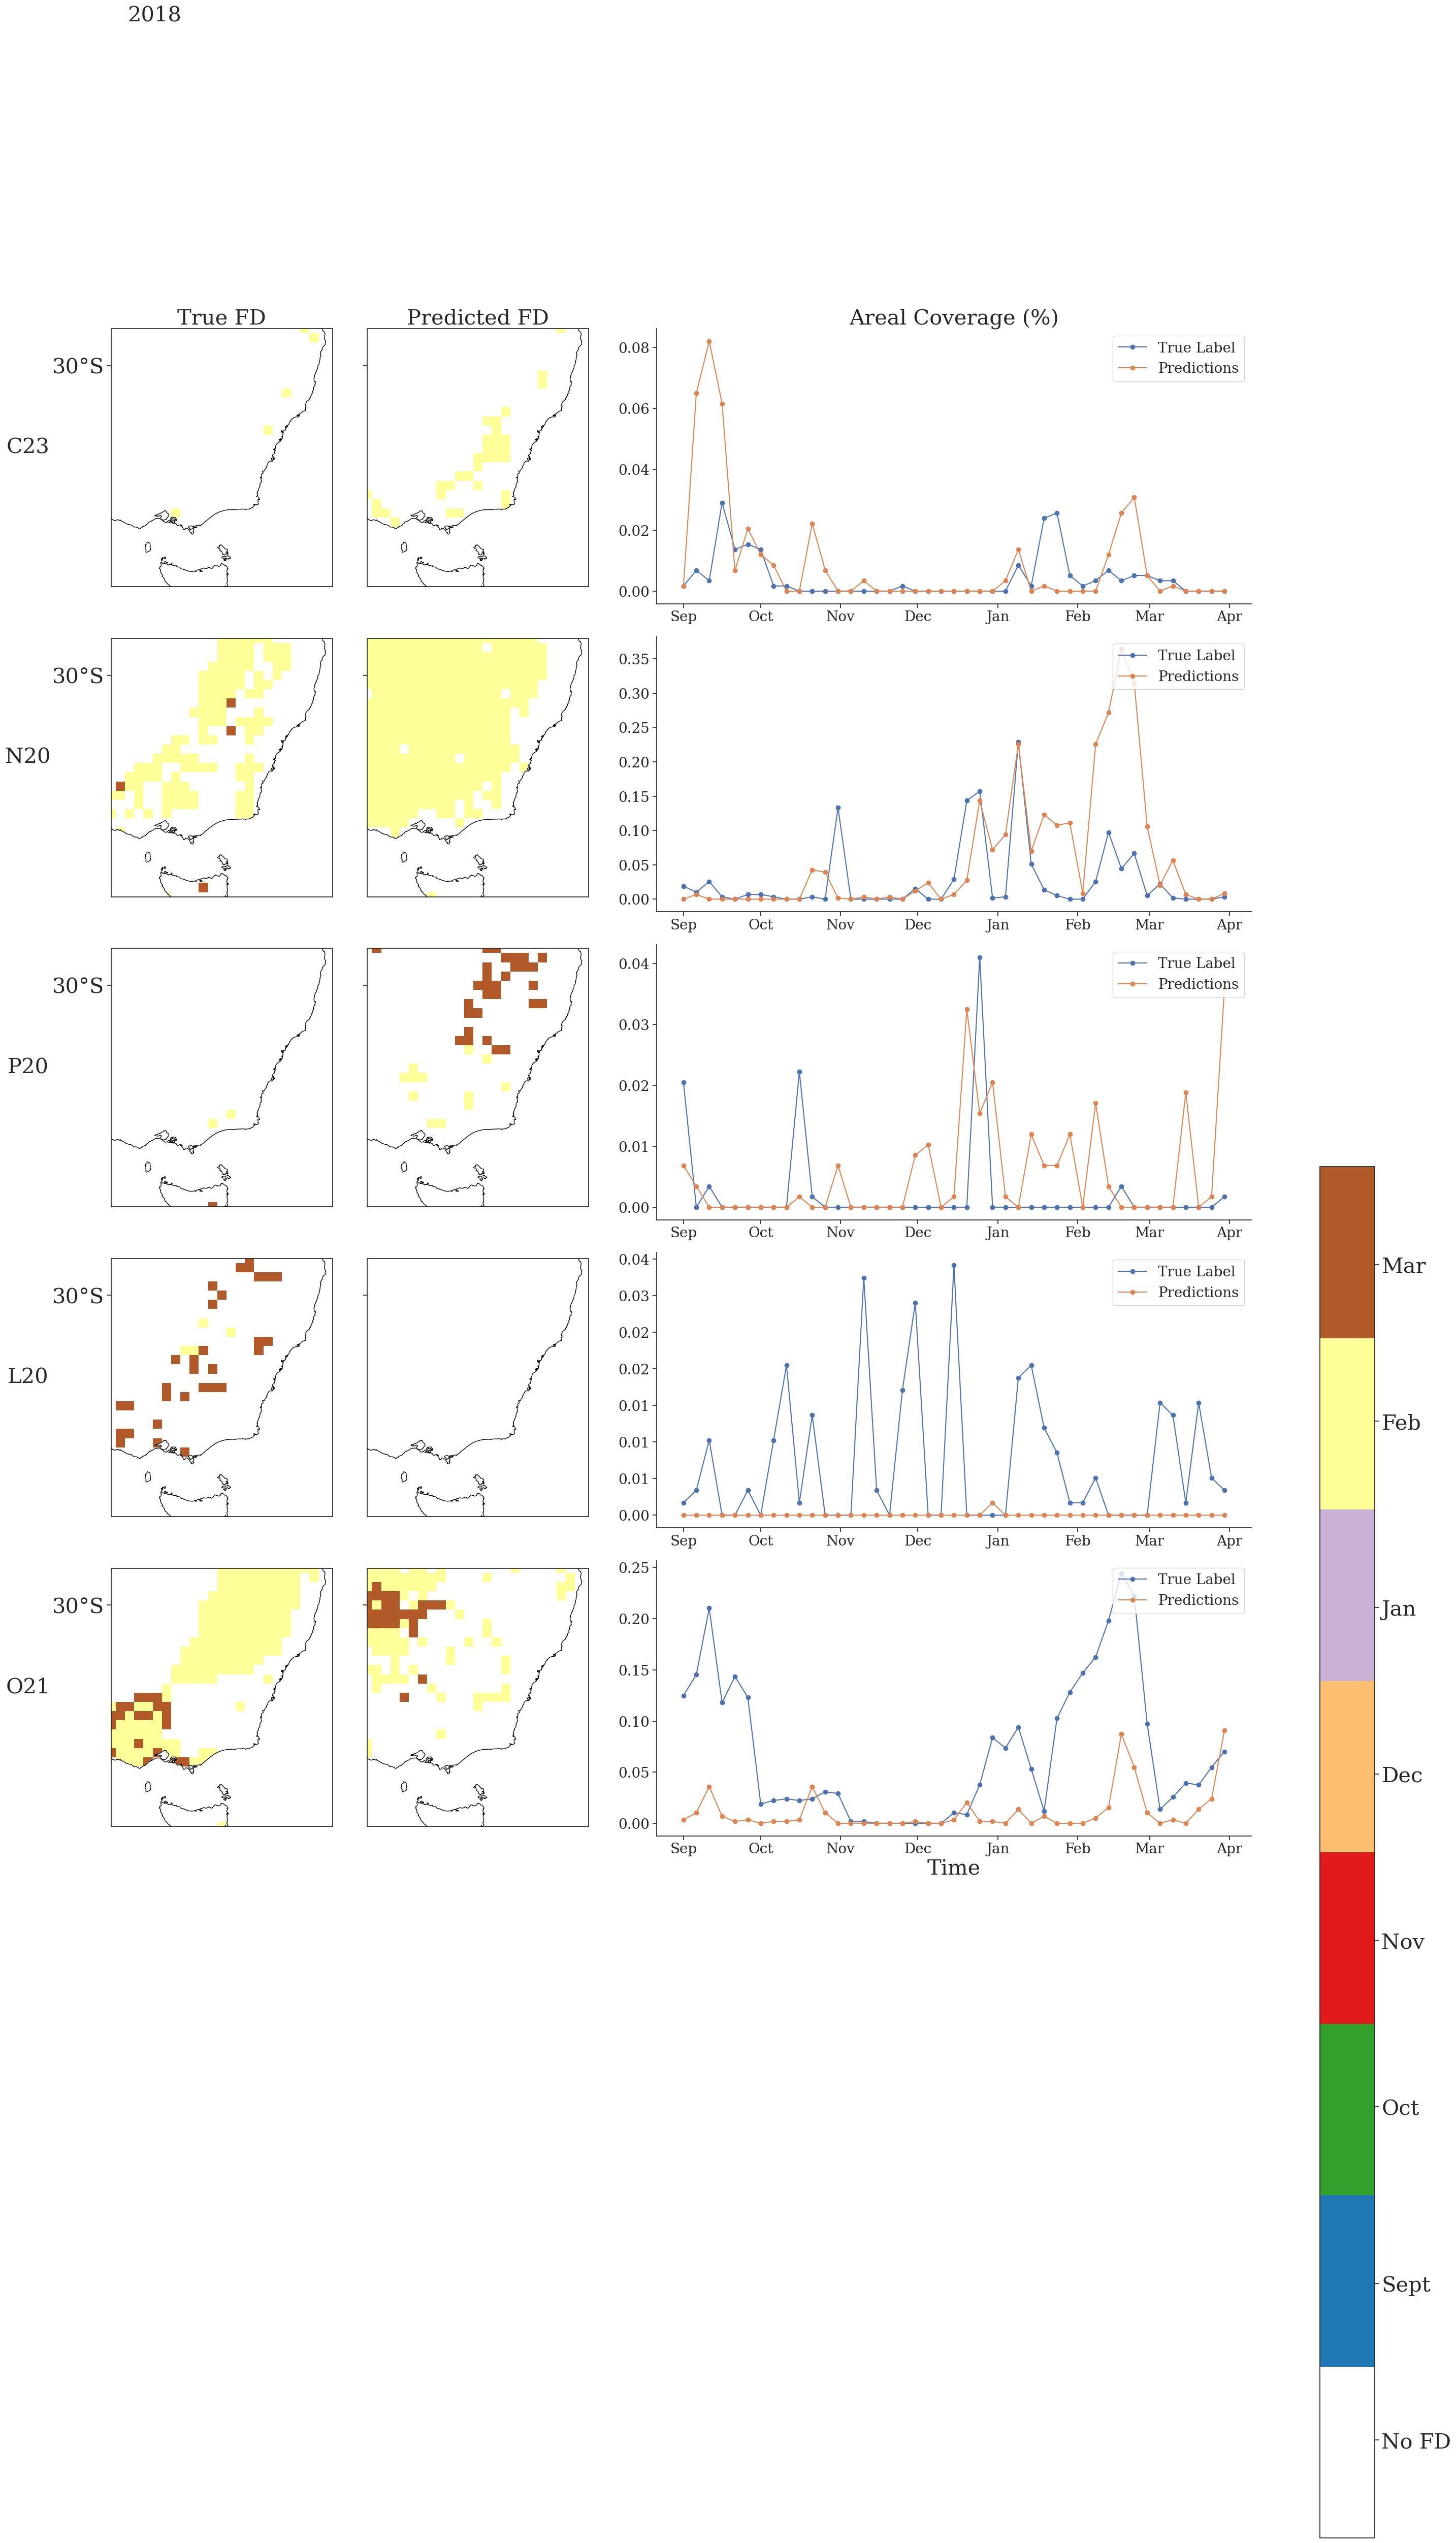 2018
True FD
Predicted FD
Areal Coverage (%)
C23
30°S
0.08
0.06
0.04
0.02
0.00
True Label
Predictions
Sep Oct Nov Dec Jan Feb Mar Apr
N20
30°S
0.35
0.30
0.25
0.20
0.15
0.10
0.05
0.00
True Label
Predictions
Sep Oct Nov Dec Jan Feb Mar Apr
P20
30°S
0.04
0.03
0.02
0.01
0.00
True Label
Predictions
Sep Oct Nov Dec Jan Feb Mar Apr
L20
30°S
0.04
0.03
0.02
0.02
0.01
0.01
0.01
0.00
True Label
Predictions
Sep Oct Nov Dec Jan Feb Mar Apr
O21
30°S
0.25
0.20
0.15
0.10
0.05
0.00
True Label
Predictions
Sep Oct Nov Dec Jan Feb Mar Apr
Time
Mar
Feb
Jan
Dec
Nov
Oct
Sept
No FD